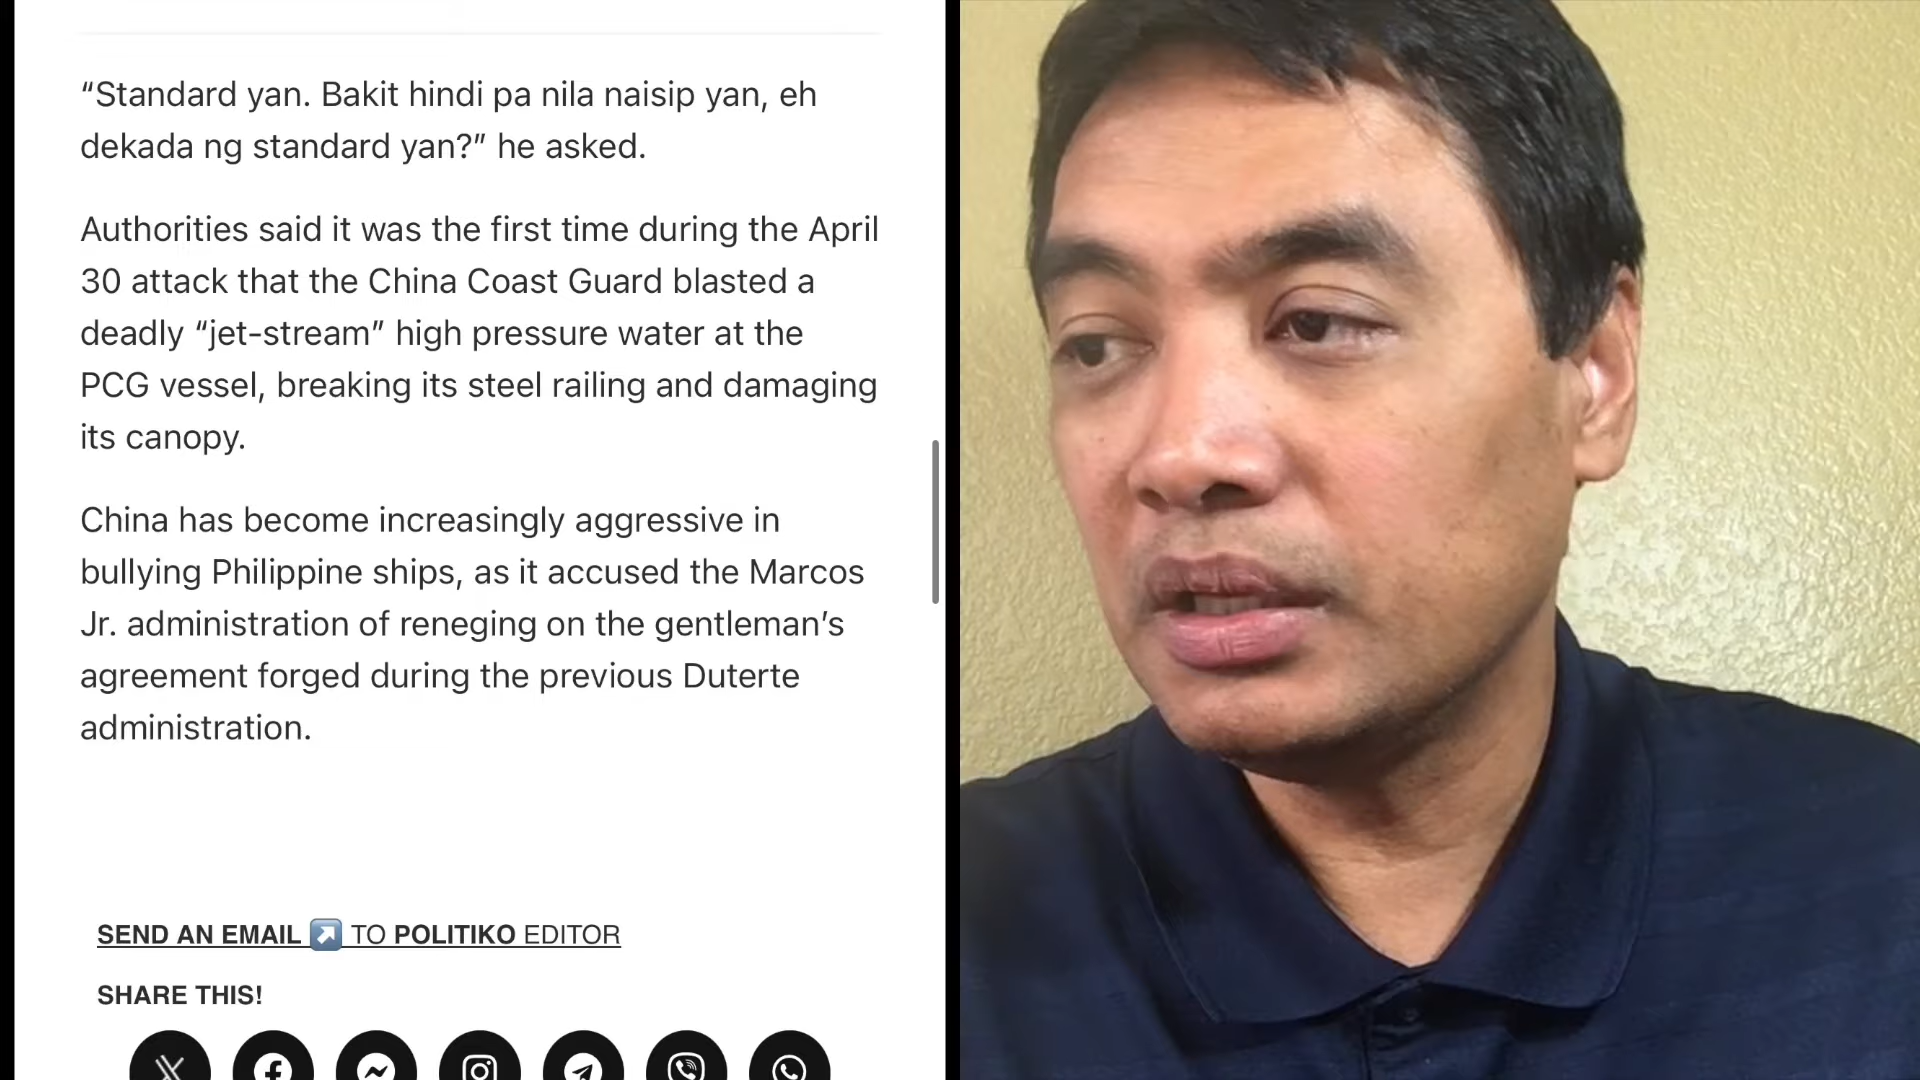 “Standard yan. Bakit hindi pa nila naisip yan, eh
dekada ng standard yan?” he asked.
Authorities said it was the first time during the April
30 attack that the China Coast Guard blasted a
deadly “jet-stream” high pressure water at the
PCG vessel, breaking its steel railing and damaging
its canopy.
China has become increasingly aggressive in
bullying Philippine ships, as it accused the Marcos
Jr. administration of reneging on the gentleman’s
agreement forged during the previous Duterte
administration.
SEND AN EMAIL ↗️ TO POLITIKO EDITOR
SHARE THIS!